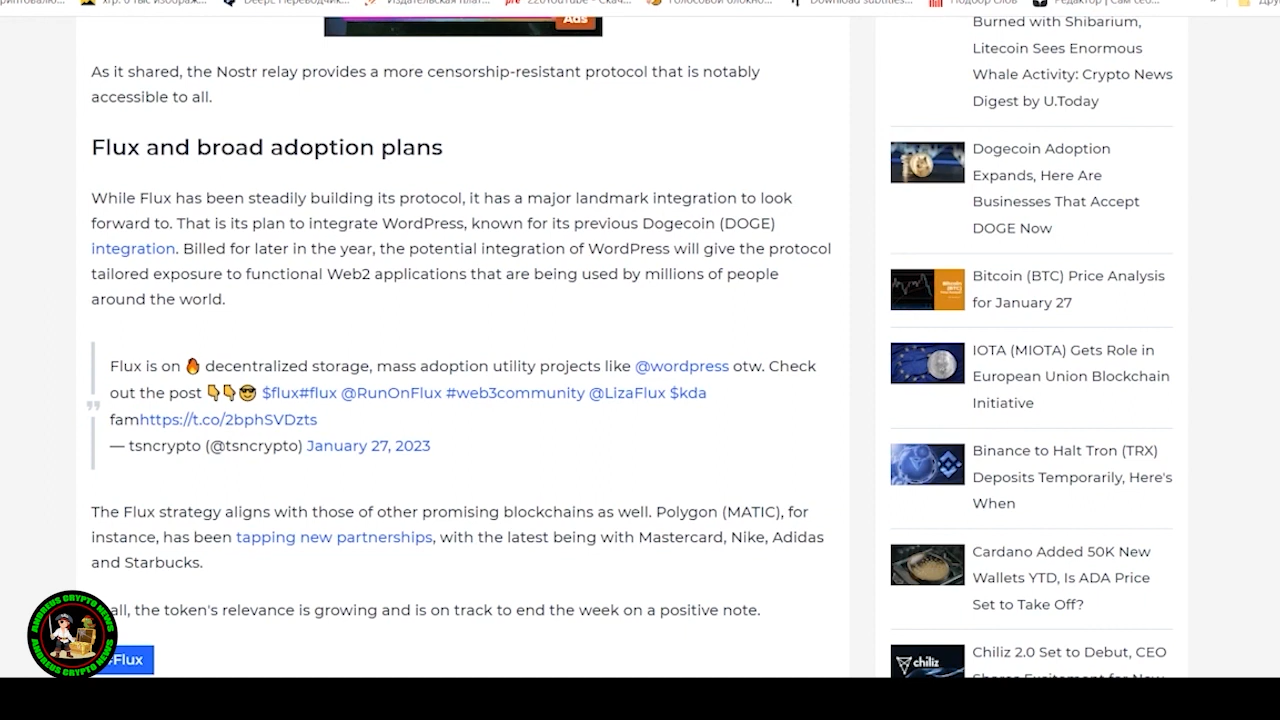 Ads
As it shared, the Nostr relay provides a more censorship-resistant protocol that is notably
accessible to all.
Flux and broad adoption plans
While Flux has been steadily building its protocol, it has a major landmark integration to look
forward to. That is its plan to integrate WordPress, known for its previous Dogecoin (DOGE)
integration. Billed for later in the year, the potential integration of WordPress will give the protocol
tailored exposure to functional Web2 applications that are being used by millions of people
around the world.
Flux is on 🔥 decentralized storage, mass adoption utility projects like @wordpress otw. Check
out the post 👇👇😎 $flux#flux @RunOnFlux #web3community @LizaFlux $kda
famhttps://t.co/2bphSVDzts
— tsncrypto (@tsncrypto) January 27, 2023
The Flux strategy aligns with those of other promising blockchains as well. Polygon (MATIC), for
instance, has been tapping new partnerships, with the latest being with Mastercard, Nike, Adidas
and Starbucks.
all, the token's relevance is growing and is on track to end the week on a positive note.
#Flux
ANDREUS CRYPTO NEWS
ANDREUS CRYPTO NEWS
Burned with Shibarium,
Litecoin Sees Enormous
Whale Activity: Crypto News
Digest by U.Today
Dogecoin Adoption
Expands, Here Are
Businesses That Accept
DOGE Now
Bitcoin (BTC) Price Analysis
for January 27
IOTA (MIOTA) Gets Role in
European Union Blockchain
Initiative
Binance to Halt Tron (TRX)
Deposits Temporarily, Here's
When
Cardano Added 50K New
Wallets YTD, Is ADA Price
Set to Take Off?
chiliz
Chiliz 2.0 Set to Debut, CEO